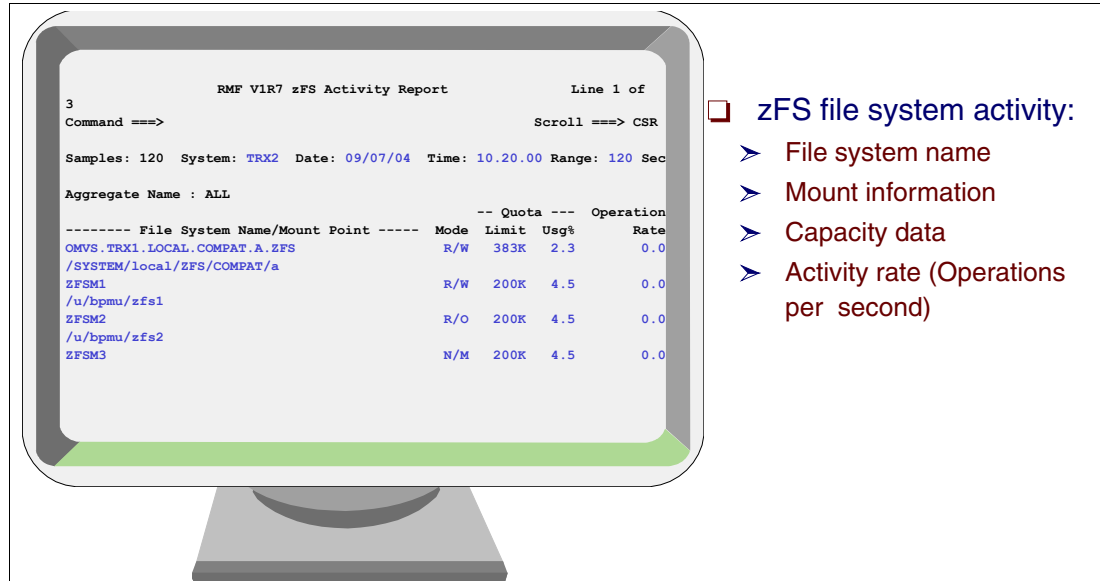 RMF V1R7 zFS Activity Report Line 1 of
3
Command ===> Scroll ===> CSR
Samples: 120 System: TRX2 Date: 09/07/04 Time: 10.20.00 Range: 120 Sec
Aggregate Name : ALL
-- Quota --- Operation
-------- File System Name/Mount Point ----- Mode Limit Usg% Rate
OMVS.TRX1.LOCAL.COMPAT.A.ZFS R/W 383K 2.3 0.0
/SYSTEM/local/ZFS/COMPAT/a
ZFSM1 R/W 200K 4.5 0.0
/u/bpmu/zfs1
ZFSM2 R/O 200K 4.5 0.0
/u/bpmu/zfs2
ZFSM3 N/M 200K 4.5 0.0
zFS file system activity:
File system name
Mount information
Capacity data
Activity rate (Operations
per second)